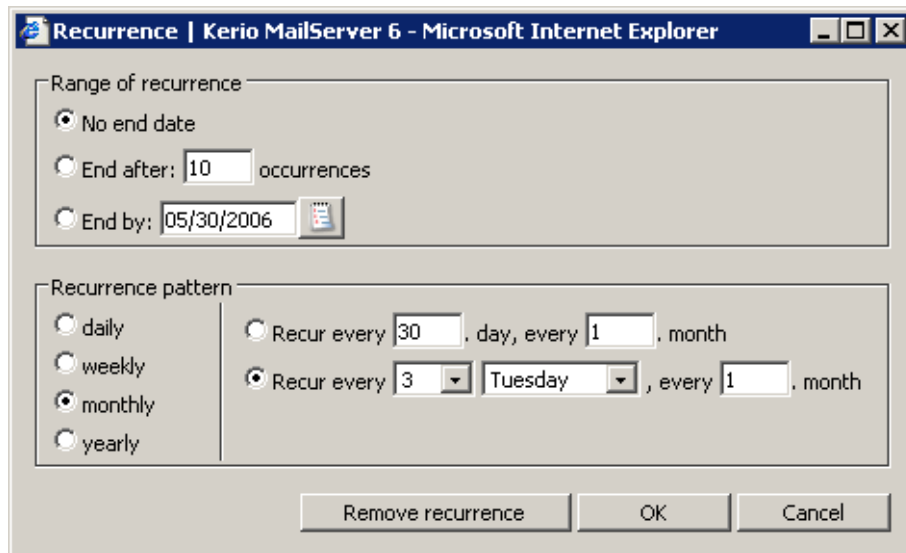 Recurrence | Kerio MailServer 6 - Microsoft Internet Explorer
Range of recurrence
No end date
End after: 10 occurrences
End by: 05/30/2006
Recurrence pattern
daily
Recur every 30 . day, every 1 . month
weekly
Recur every 3 Tuesday , every 1 . month
monthly
yearly
Remove recurrence OK Cancel